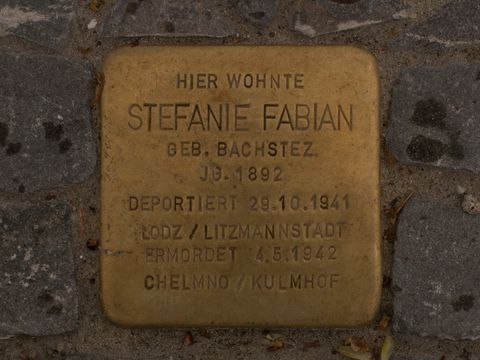 HIER WOHNTE
STEFANIE FABIAN
GEB. BACHSTEZ
JG. 1892
DEPORTIERT 29.10.1941
ŁODZ / LITZMANNSTADT
ERMORDET 4.5.1942
CHELMNO / KULMHOF